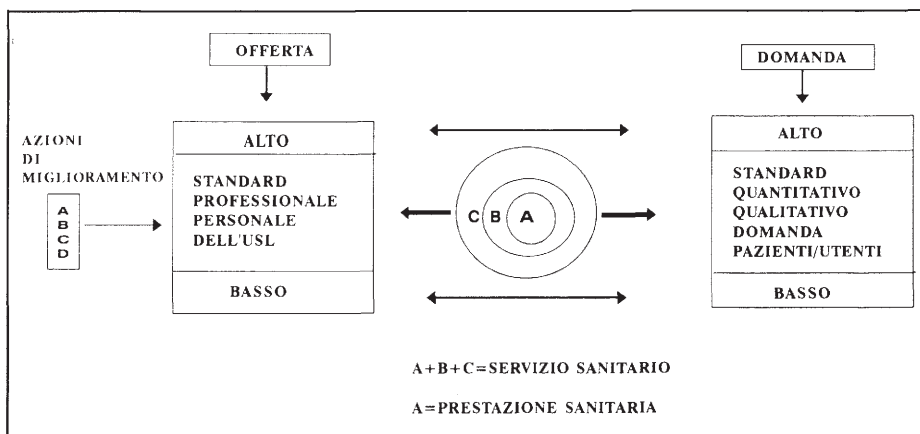 OFFERTA
DOMANDA
AZIONI
DI
MIGLIORAMENTO
A
B
C
D
ALTO
STANDARD
PROFESSIONALE
PERSONALE
DELL'USL
BASSO
C B A
ALTO
STANDARD
QUANTITATIVO
QUALITATIVO
DOMANDA
PAZIENTI/UTENTI
BASSO
A+B+C=SERVIZIO SANITARIO
A=PRESTAZIONE SANITARIA